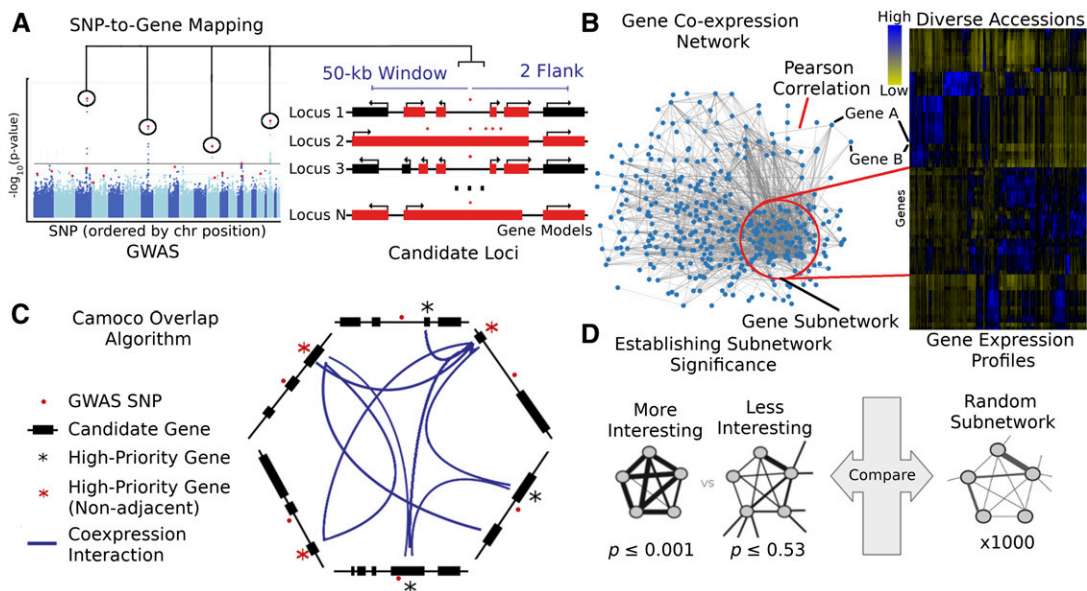 A
SNP-to-Gene Mapping
50-kb Window
2 Flank
Locus 1
Locus 2
Locus 3
Locus N
Gene Models
-log10(p-value)
SNP (ordered by chr position)
GWAS
Candidate Loci
B
Gene Co-expression
Network
High
Low
Diverse Accessions
Pearson
Correlation
Gene A
Gene B
Genes
Gene Subnetwork
Gene Expression
Profiles
C
Camoco Overlap
Algorithm
GWAS SNP
Candidate Gene
* High-Priority Gene
* High-Priority Gene
(Non-adjacent)
Coexpression
Interaction
D
Establishing Subnetwork
Significance
More
Interesting
vs
Less
Interesting
p ≤ 0.001
p ≤ 0.53
Compare
Random
Subnetwork
x1000